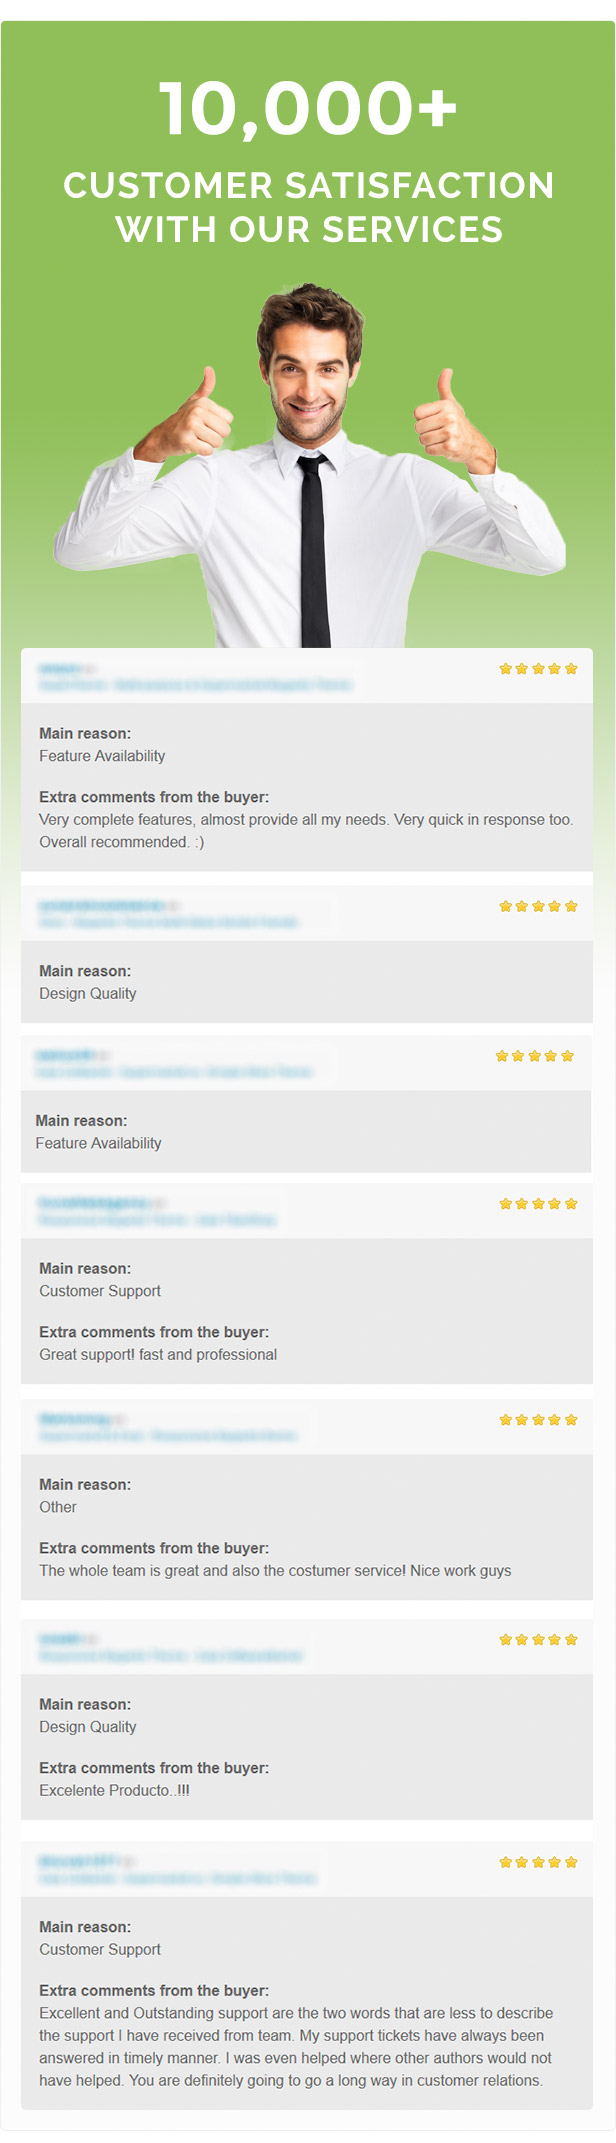 10,000+
CUSTOMER SATISFACTION
WITH OUR SERVICES
Main reason:
Feature Availability
Extra comments from the buyer:
Very complete features, almost provide all my needs. Very quick in response too.
Overall recommended. :)
Main reason:
Design Quality
Main reason:
Feature Availability
Main reason:
Customer Support
Extra comments from the buyer:
Great support! fast and professional
Main reason:
Other
Extra comments from the buyer:
The whole team is great and also the costumer service! Nice work guys
Main reason:
Design Quality
Extra comments from the buyer:
Excelente Producto..!!!
Main reason:
Customer Support
Extra comments from the buyer:
Excellent and Outstanding support are the two words that are less to describe
the support I have received from team. My support tickets have always been
answered in timely manner. I was even helped where other authors would not
have helped. You are definitely going to go a long way in customer relations.